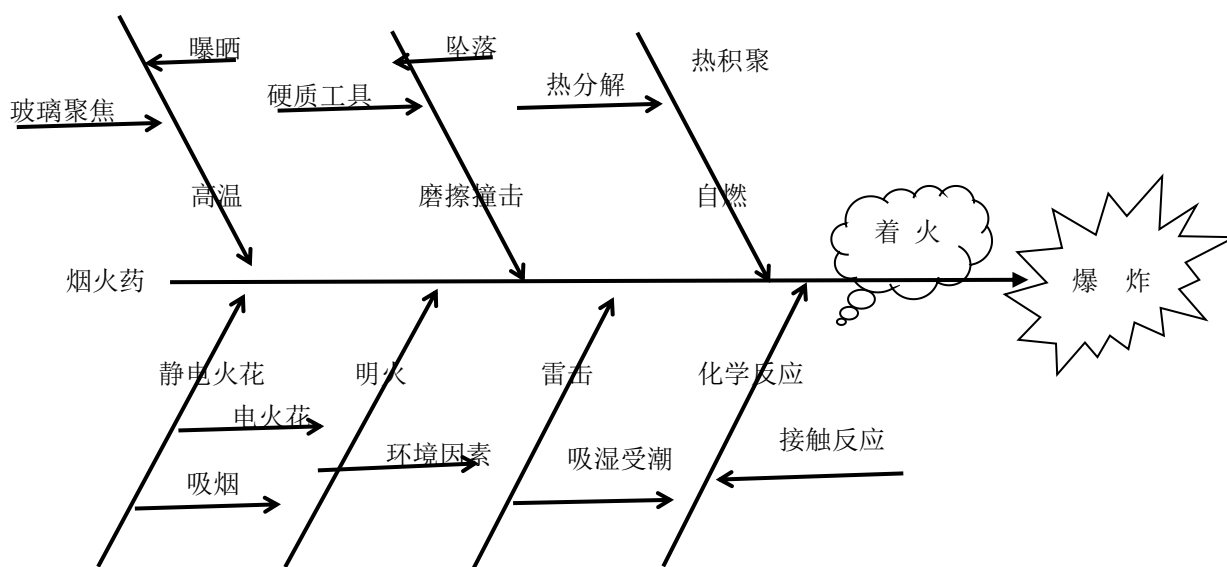 曝晒
坠落
热积聚
热分解
硬质工具
玻璃聚焦
高温
磨擦撞击
自燃
着 火
烟火药
爆 炸
静电火花
明火
雷击
化学反应
电火花
接触反应
环境因素
吸湿受潮
吸烟